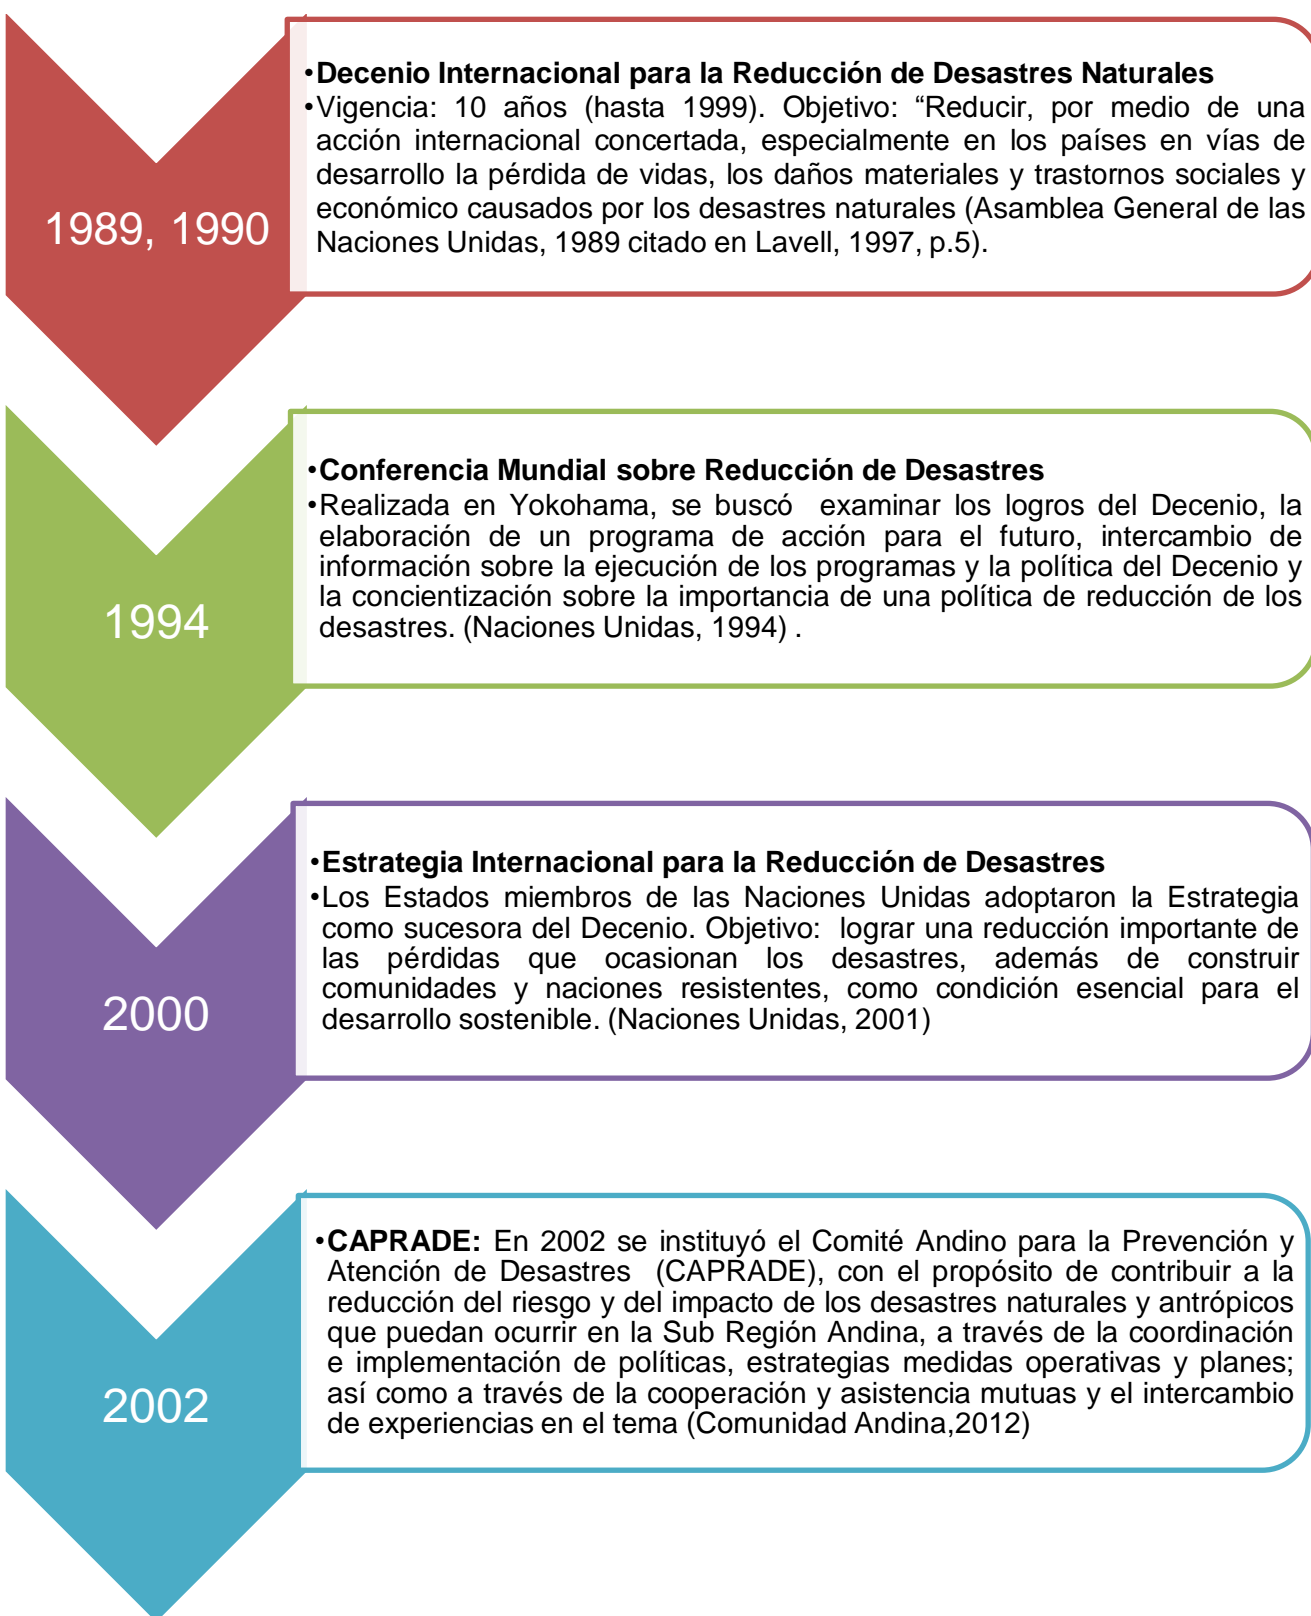 1989, 1990
•Decenio Internacional para la Reducción de Desastres Naturales
•Vigencia: 10 años (hasta 1999). Objetivo: “Reducir, por medio de una
acción internacional concertada, especialmente en los países en vías de
desarrollo la pérdida de vidas, los daños materiales y trastornos sociales y
económico causados por los desastres naturales (Asamblea General de las
Naciones Unidas, 1989 citado en Lavell, 1997, p.5).
1994
•Conferencia Mundial sobre Reducción de Desastres
•Realizada en Yokohama, se buscó  examinar los logros del Decenio, la
elaboración de un programa de acción para el futuro, intercambio de
información sobre la ejecución de los programas y la política del Decenio y
la concientización sobre la importancia de una política de reducción de los
desastres. (Naciones Unidas, 1994) .
2000
•Estrategia Internacional para la Reducción de Desastres
•Los Estados miembros de las Naciones Unidas adoptaron la Estrategia
como sucesora del Decenio. Objetivo:  lograr una reducción importante de
las pérdidas que ocasionan los desastres, además de construir
comunidades y naciones resistentes, como condición esencial para el
desarrollo sostenible. (Naciones Unidas, 2001)
2002
•CAPRADE: En 2002 se instituyó el Comité Andino para la Prevención y
Atención de Desastres  (CAPRADE), con el propósito de contribuir a la
reducción del riesgo y del impacto de los desastres naturales y antrópicos
que puedan ocurrir en la Sub Región Andina, a través de la coordinación
e implementación de políticas, estrategias medidas operativas y planes;
así como a través de la cooperación y asistencia mutuas y el intercambio
de experiencias en el tema (Comunidad Andina,2012)